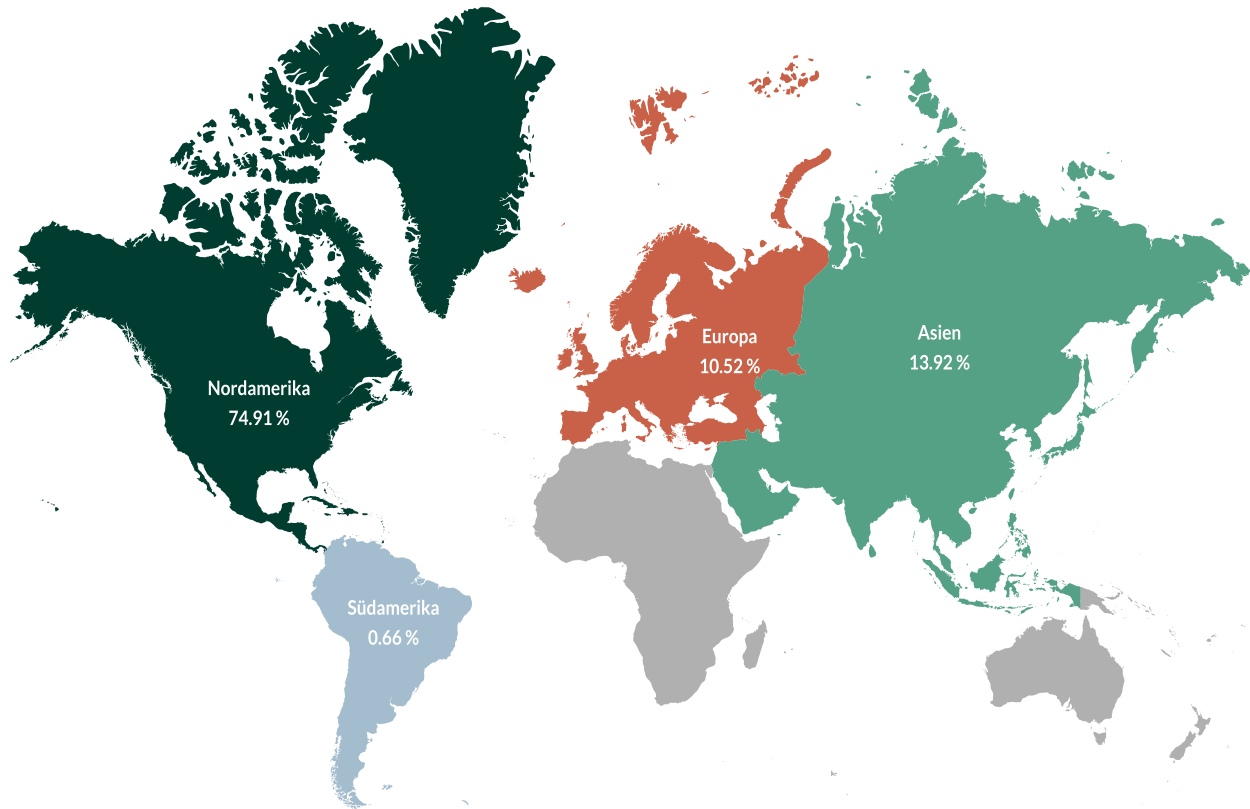 Nordamerika
74.91 %
Europa
10.52 %
Asien
13.92 %
Südamerika
0.66 %